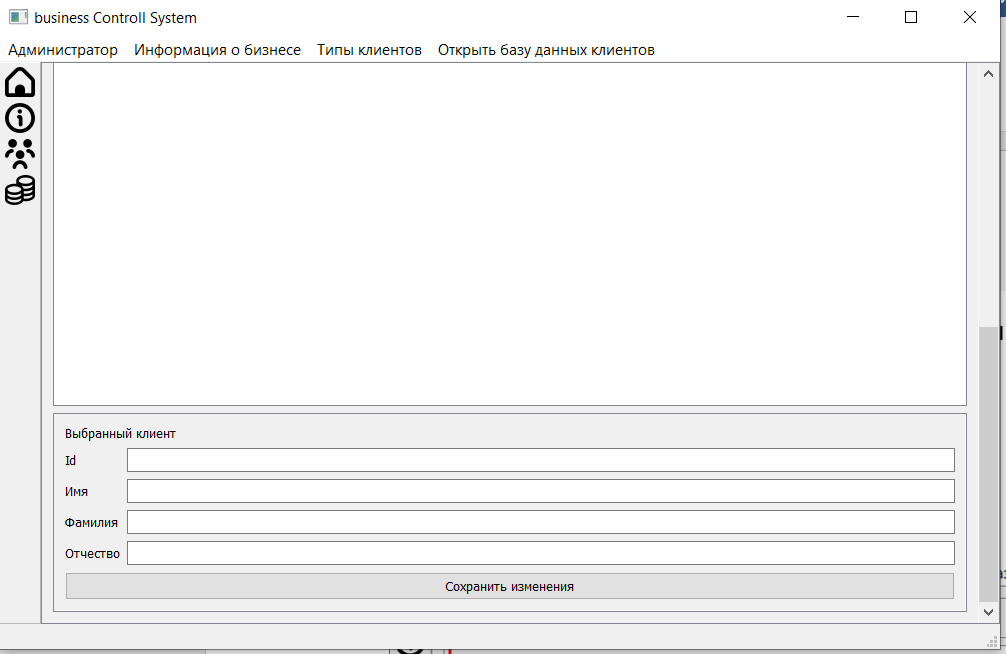 business Controll System
Администратор Информация о бизнесе Типы клиентов Открыть базу данных клиентов
Выбранный клиент
Id
Имя
Фамилия
Отчество
Сохранить изменения